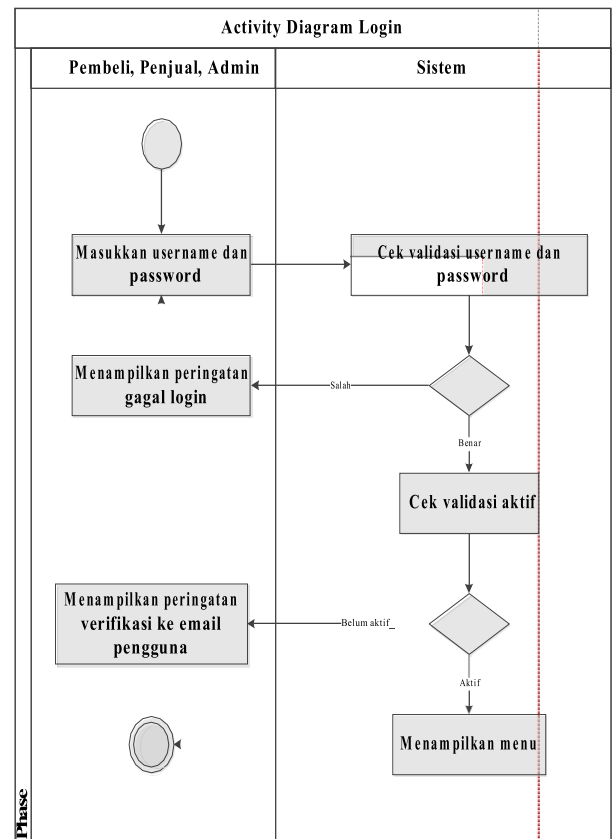 Activity Diagram Login
Pembeli, Penjual, Admin
Sistem
Masukkan username dan
password
Cek validasi username dan
password
Menampilkan peringatan
gagal login
Salah
Benar
Cek validasi aktif
Menampilkan peringatan
verifikasi ke email
pengguna
Belum aktif_
Aktif
Menampilkan menu
Phase